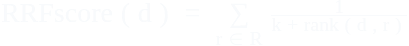 RRFscore ( d ) = ∑ 1
k + rank ( d , r )
r ∈ R